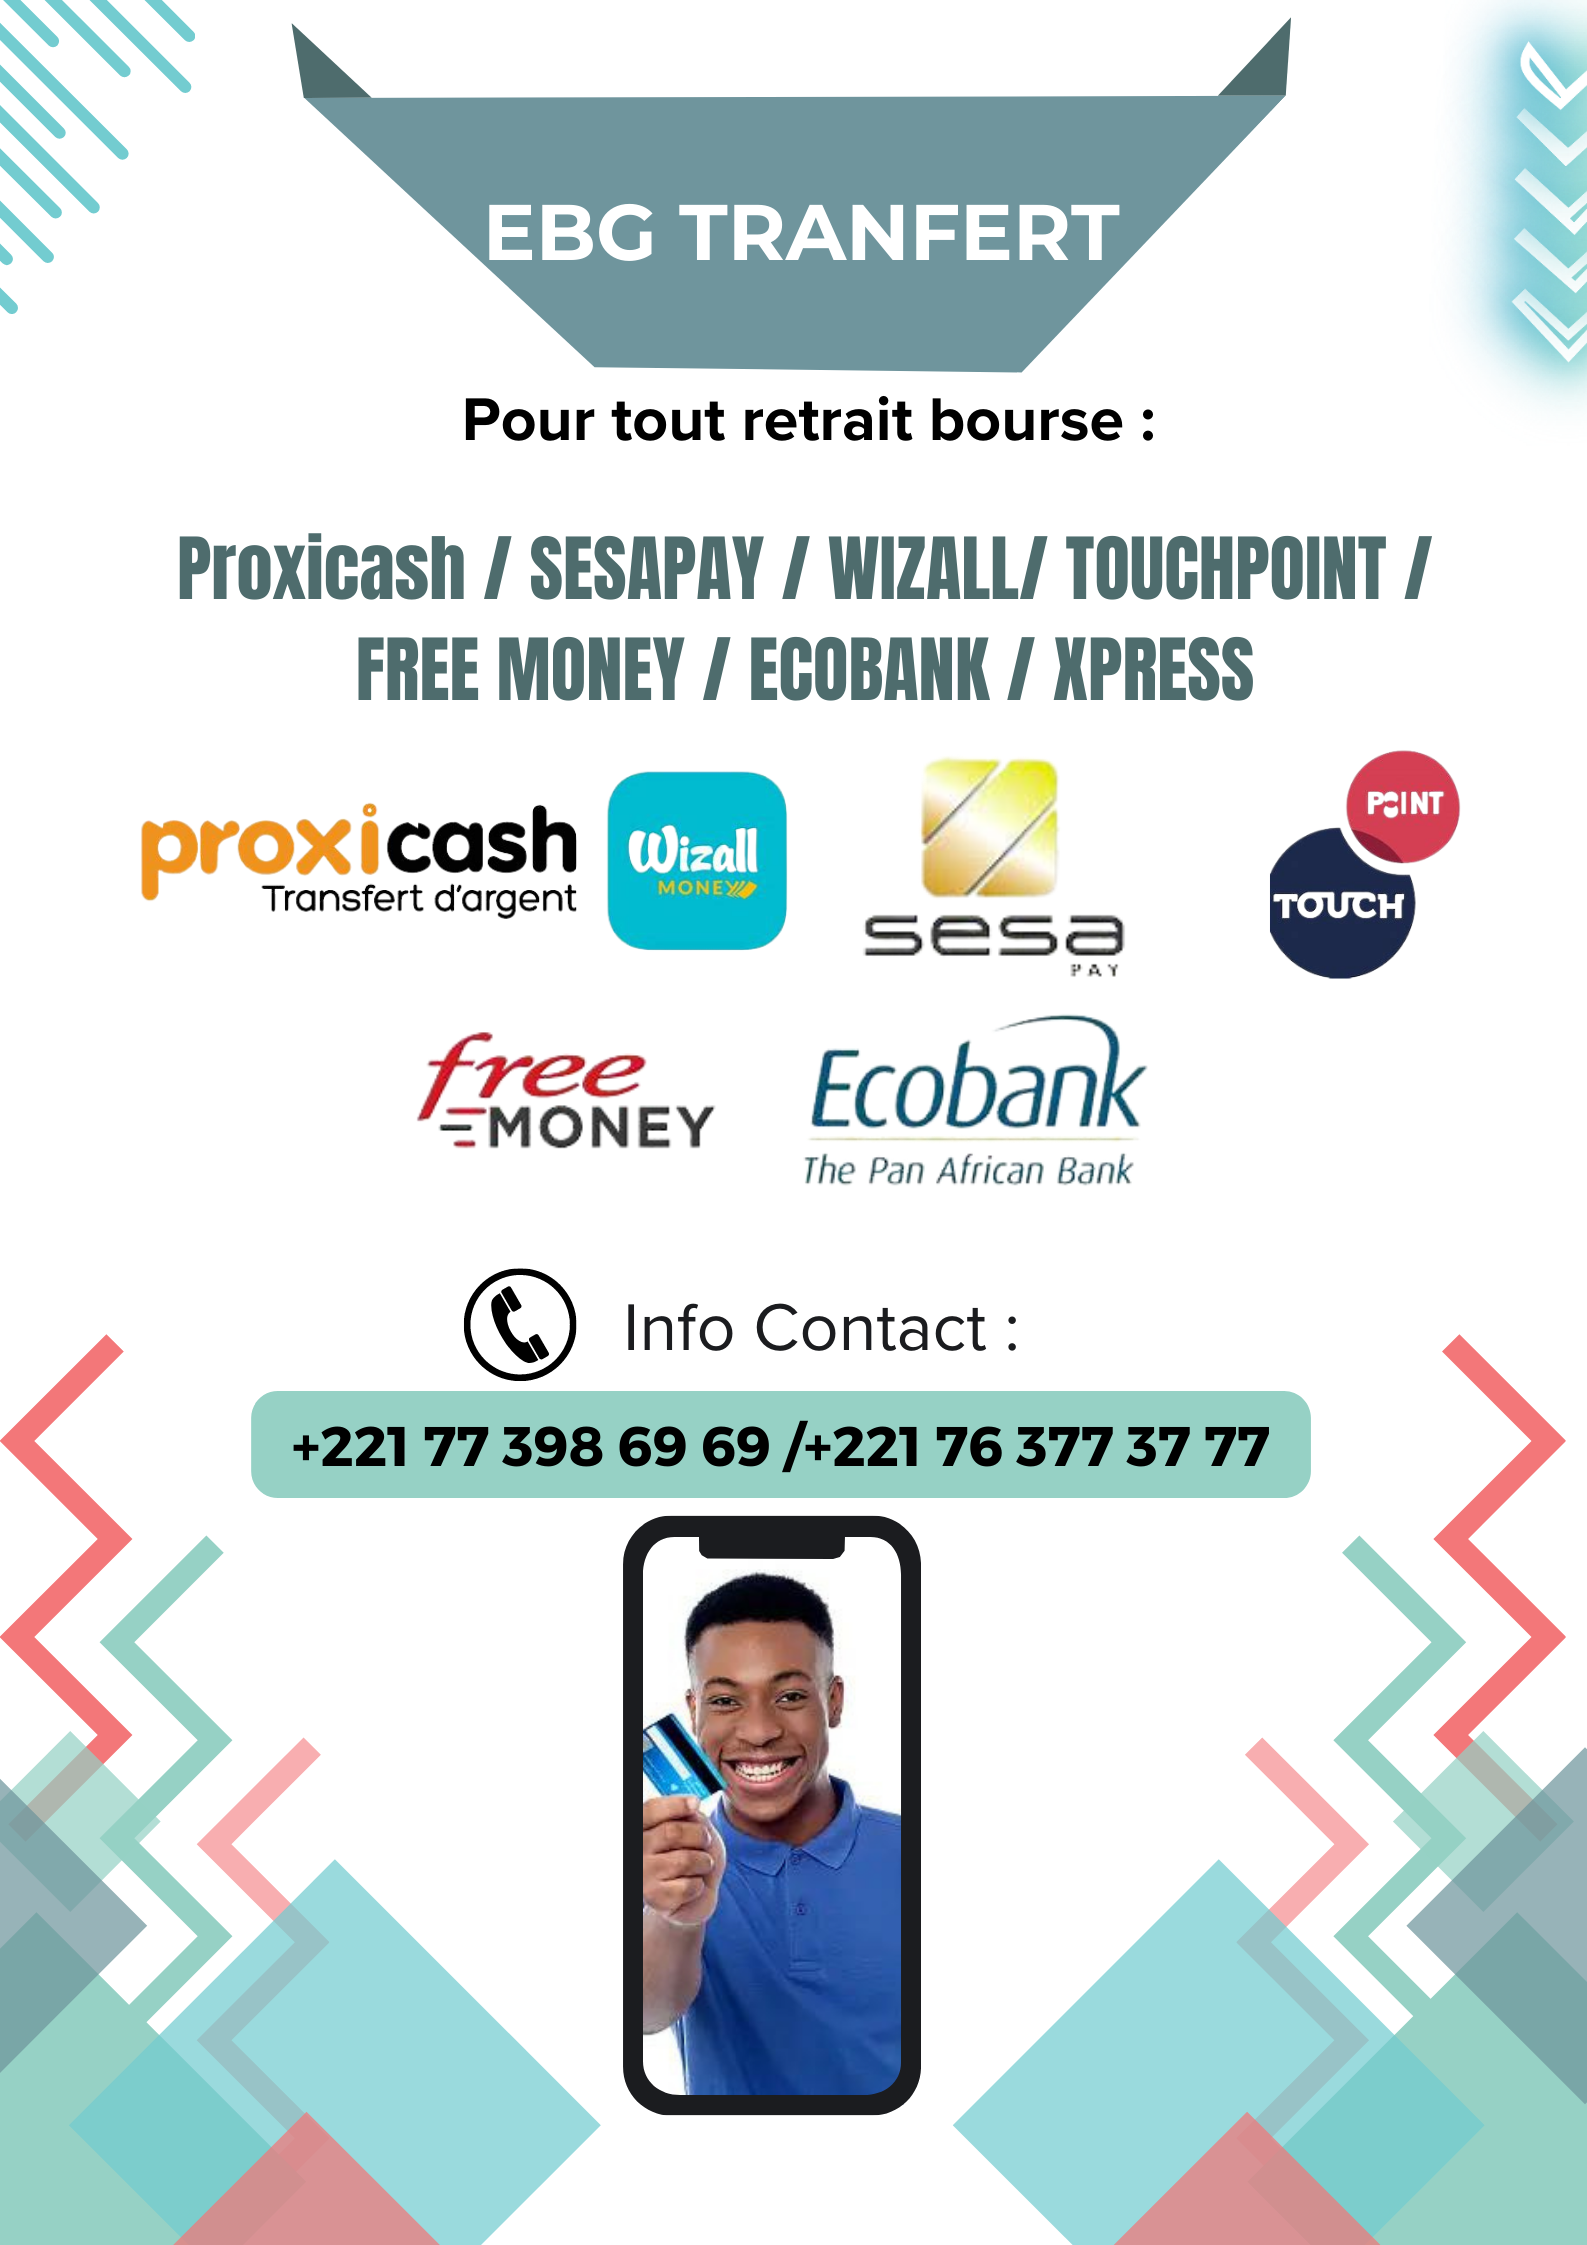 EBG TRANFERT
Pour tout retrait bourse :
Proxicash / SESAPAY / WIZALL/ TOUCHPOINT /
FREE MONEY / ECOBANK / XPRESS
proxicash
Transfert d'argent
Wizall
MONEY
sesa
PAY
POINT
TOUCH
free
MONEY
Ecobank
The Pan African Bank
Info Contact :
+221 77 398 69 69 /+221 76 377 37 77